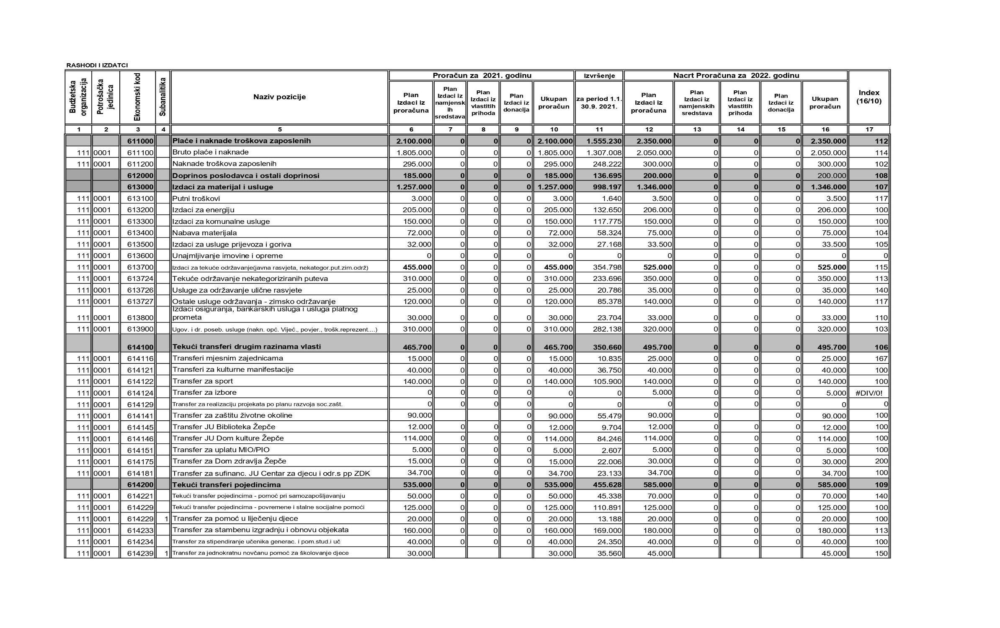 RASHODI I IZDATCI
Budžetska organizacija Potrošačka jedinica Ekonomski kod Subanalitika Naziv pozicije Proračun za 2021. godinu Izvršenje Nacrt Proračuna za 2022. godinu Index (16/10)
Plan Izdaci iz proračuna Plan Izdaci iz namjensk ih sredstava Plan Izdaci iz vlastitih prihoda Plan Izdaci iz donacija Ukupan proračun za period 1.1. 30.9. 2021. Plan Izdaci iz proračuna Plan Izdaci iz namjenskih sredstava Plan Izdaci iz vlastitih prihoda Plan Izdaci iz donacija Ukupan proračun
1 2 3 4 5 6 7 8 9 10 11 12 13 14 15 16 17
611000 Plaće i naknade troškova zaposlenih 2.100.000 0 0 0 2.100.000 1.555.230 2.350.000 0 0 0 2.350.000 112
111 0001 611100 Bruto plaće i naknade 1.805.000 0 0 0 1.805.000 1.307.008 2.050.000 0 0 0 2.050.000 114
111 0001 611200 Naknade troškova zaposlenih 295.000 0 0 0 295.000 248.222 300.000 0 0 0 300.000 102
612000 Doprinos poslodavca i ostali doprinosi 185.000 0 0 0 185.000 136.695 200.000 0 0 0 200.000 108
613000 Izdaci za materijal i usluge 1.257.000 0 0 0 1.257.000 998.197 1.346.000 0 0 0 1.346.000 107
111 0001 613100 Putni troškovi 3.000 0 0 0 3.000 1.640 3.500 0 0 0 3.500 117
111 0001 613200 Izdaci za energiju 205.000 0 0 0 205.000 132.650 206.000 0 0 0 206.000 100
111 0001 613300 Izdaci za komunalne usluge 150.000 0 0 0 150.000 117.775 150.000 0 0 0 150.000 100
111 0001 613400 Nabava materijala 72.000 0 0 0 72.000 58.324 75.000 0 0 0 75.000 104
111 0001 613500 Izdaci za usluge prijevoza i goriva 32.000 0 0 0 32.000 27.168 33.500 0 0 0 33.500 105
111 0001 613600 Unajmljivanje imovine i opreme 0 0 0 0 0 0 0 0 0 0 0 0
111 0001 613700 Izdaci za tekuće održavanje(javna rasvjeta, nekategor.put.zim.održ) 455.000 0 0 0 455.000 354.798 525.000 0 0 0 525.000 115
111 0001 613724 Tekuće održavanje nekategoriziranih puteva 310.000 0 0 0 310.000 233.696 350.000 0 0 0 350.000 113
111 0001 613726 Usluge za održavanje ulične rasvjete 25.000 0 0 0 25.000 20.786 35.000 0 0 0 35.000 140
111 0001 613727 Ostale usluge održavanja - zimsko održavanje 120.000 0 0 0 120.000 85.378 140.000 0 0 0 140.000 117
Izdaci osiguranja, bankarskih usluga i usluga platnog
111 0001 613800 prometa 30.000 0 0 0 30.000 23.704 33.000 0 0 0 33.000 110
111 0001 613900 Ugov. i dr. poseb. usluge (nakn. opć. Vijeć., povjer., trošk.reprezent....) 310.000 0 0 0 310.000 282.138 320.000 0 0 0 320.000 103
614100 Tekući transferi drugim razinama vlasti 465.700 0 0 0 465.700 350.660 495.700 0 0 0 495.700 106
111 0001 614116 Transferi mjesnim zajednicama 15.000 0 0 0 15.000 10.835 25.000 0 0 0 25.000 167
111 0001 614121 Transferi za kulturne manifestacije 40.000 0 0 0 40.000 36.750 40.000 0 0 0 40.000 100
111 0001 614122 Transfer za sport 140.000 0 0 0 140.000 105.900 140.000 0 0 0 140.000 100
111 0001 614124 Transfer za izbore 0 0 0 0 0 0 5.000 0 0 0 5.000 #DIV/0!
111 0001 614129 Transfer za realizaciju projekata po planu razvoja soc.zašt. 0 0 0 0 0 0 0 0 0 0 0 0
111 0001 614141 Transfer za zaštitu životne okoline 90.000 0 90.000 55.479 90.000 0 0 90.000 100
111 0001 614145 Transfer JU Biblioteka Žepče 12.000 0 0 0 12.000 9.704 12.000 0 0 0 12.000 100
111 0001 614146 Transfer JU Dom kulture Žepče 114.000 0 0 0 114.000 84.246 114.000 0 0 0 114.000 100
111 0001 614151 Transfer za uplatu MIO/PIO 5.000 0 0 0 5.000 2.607 5.000 0 0 0 5.000 100
111 0001 614175 Transfer za Dom zdravlja Žepče 15.000 0 0 0 15.000 22.006 30.000 0 0 0 30.000 200
111 0001 614181 Transfer za sufinanc. JU Centar za djecu i odr.s pp ZDK 34.700 0 0 0 34.700 23.133 34.700 0 0 0 34.700 100
614200 Tekući transferi pojedincima 535.000 0 0 0 535.000 455.628 585.000 0 0 0 585.000 109
111 0001 614221 Tekući transfer pojedincima - pomoć pri samozapošljavanju 50.000 0 0 0 50.000 45.338 70.000 0 0 0 70.000 140
111 0001 614229 Tekući transfer pojedincima - povremene i stalne socijalne pomoći 125.000 0 0 0 125.000 110.891 125.000 0 0 0 125.000 100
111 0001 614229 1 Transfer za pomoć u liječenju djece 20.000 0 0 0 20.000 13.188 20.000 0 0 0 20.000 100
111 0001 614233 Transfer za stambenu izgradnju i obnovu objekata 160.000 0 0 0 160.000 169.000 180.000 0 0 0 180.000 113
111 0001 614234 Transfer za stipendiranje učenika generac. i pom.stud.i uč 40.000 0 0 0 40.000 24.350 40.000 0 0 0 40.000 100
111 0001 614239 1 Transfer za jednokratnu novčanu pomoć za školovanje djece 30.000 30.000 35.560 45.000 45.000 150